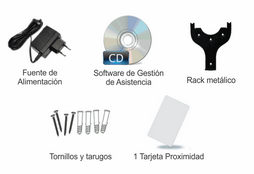 CD
Fuente de
Alimentación
Software de Gestión
de Asistencia
Rack metálico
Tornillos y tarugos
1 Tarjeta Proximidad